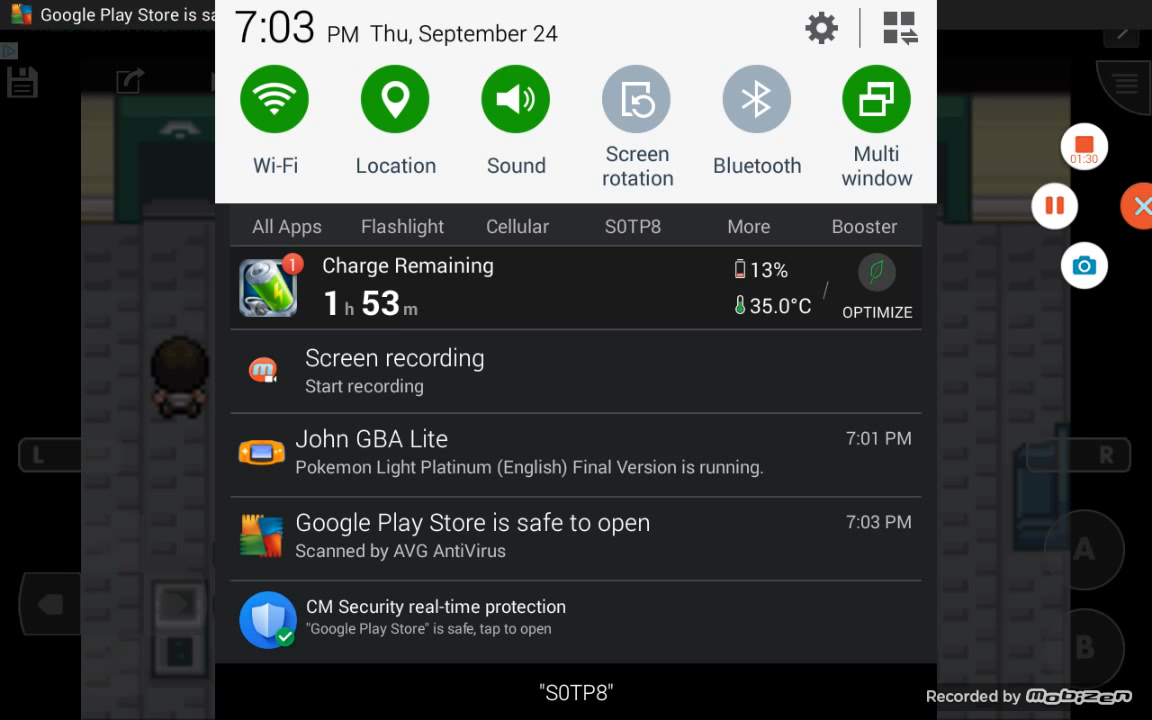 Google Play Store is sa
7:03 PM Thu, September 24
Wi-Fi
Location
Sound
Screen
rotation
Bluetooth
Multi
window
01:30
All Apps
Flashlight
Cellular
S0TP8
More
Booster
1
Charge Remaining
1 h 53 m
13%
35.0°C
OPTIMIZE
m
Screen recording
Start recording
John GBA Lite
7:01 PM
Pokemon Light Platinum (English) Final Version is running.
Google Play Store is safe to open
7:03 PM
Scanned by AVG AntiVirus
CM Security real-time protection
"Google Play Store" is safe, tap to open
"S0TP8"
L
R
A
B
Recorded by mobizen